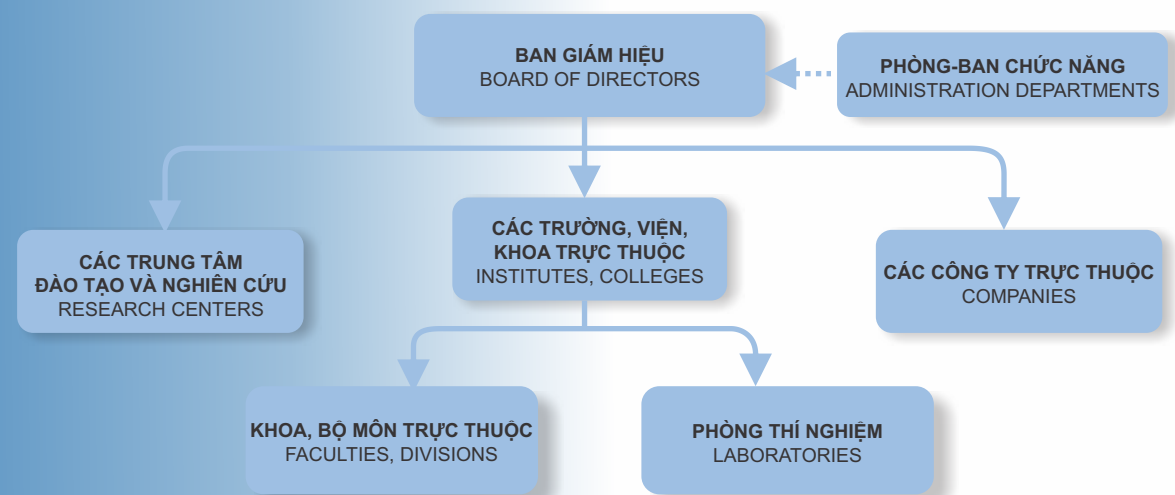 BAN GIÁM HIỆU
BOARD OF DIRECTORS
PHÒNG-BAN CHỨC NĂNG
ADMINISTRATION DEPARTMENTS
CÁC TRUNG TÂM
ĐÀO TẠO VÀ NGHIÊN CỨU
RESEARCH CENTERS
CÁC TRƯỜNG, VIỆN,
KHOA TRỰC THUỘC
INSTITUTES, COLLEGES
CÁC CÔNG TY TRỰC THUỘC
COMPANIES
KHOA, BỘ MÔN TRỰC THUỘC
FACULTIES, DIVISIONS
PHÒNG THÍ NGHIỆM
LABORATORIES